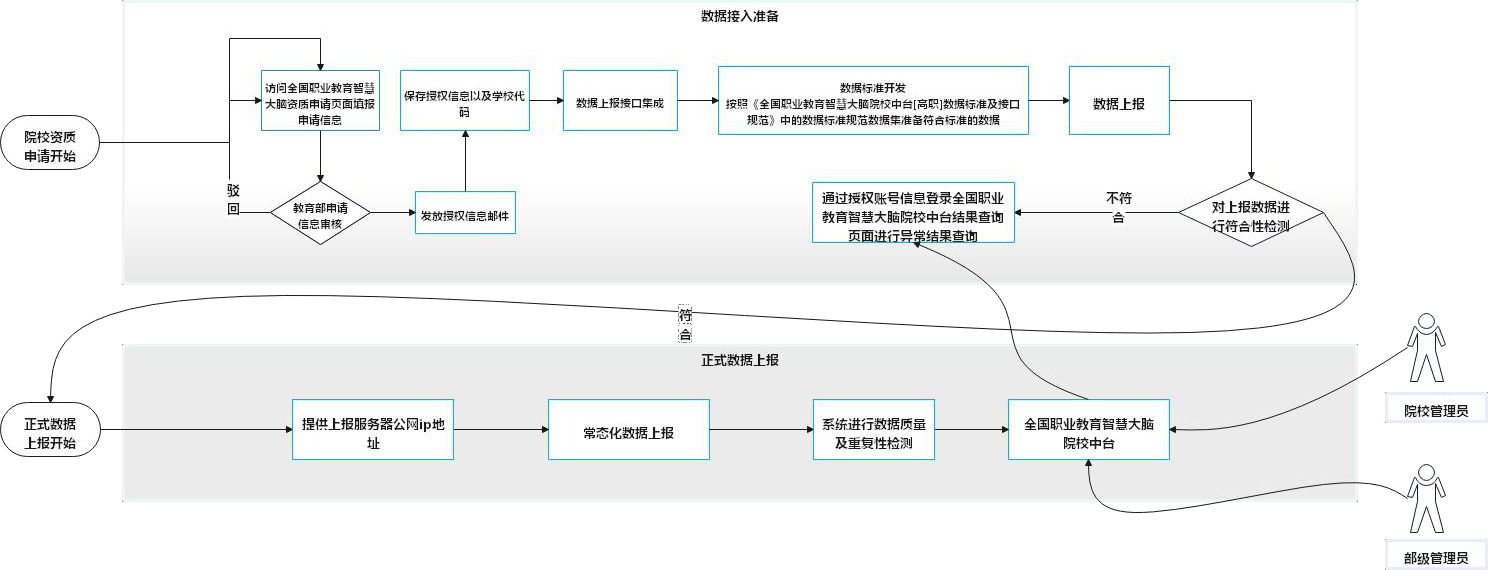 数据接入准备
院校资质
申请开始
访问全国职业教育智慧
大脑资质申请页面填报
申请信息
驳
回
教育部申请
信息审核
发放授权信息邮件
保存授权信息以及学校代
码
数据上报接口集成
数据标准开发
按照《全国职业教育智慧大脑院校中台[高职]数据标准及接口
规范》中的数据标准规范数据集准备符合标准的数据
数据上报
对上报数据进
行符合性检测
不符
合
通过授权账号信息登录全国职业
教育智慧大脑院校中台结果查询
页面进行异常结果查询
符
合
正式数据上报
正式数据
上报开始
提供上报服务器公网ip地
址
常态化数据上报
系统进行数据质量
及重复性检测
全国职业教育智慧大脑
院校中台
院校管理员
部级管理员